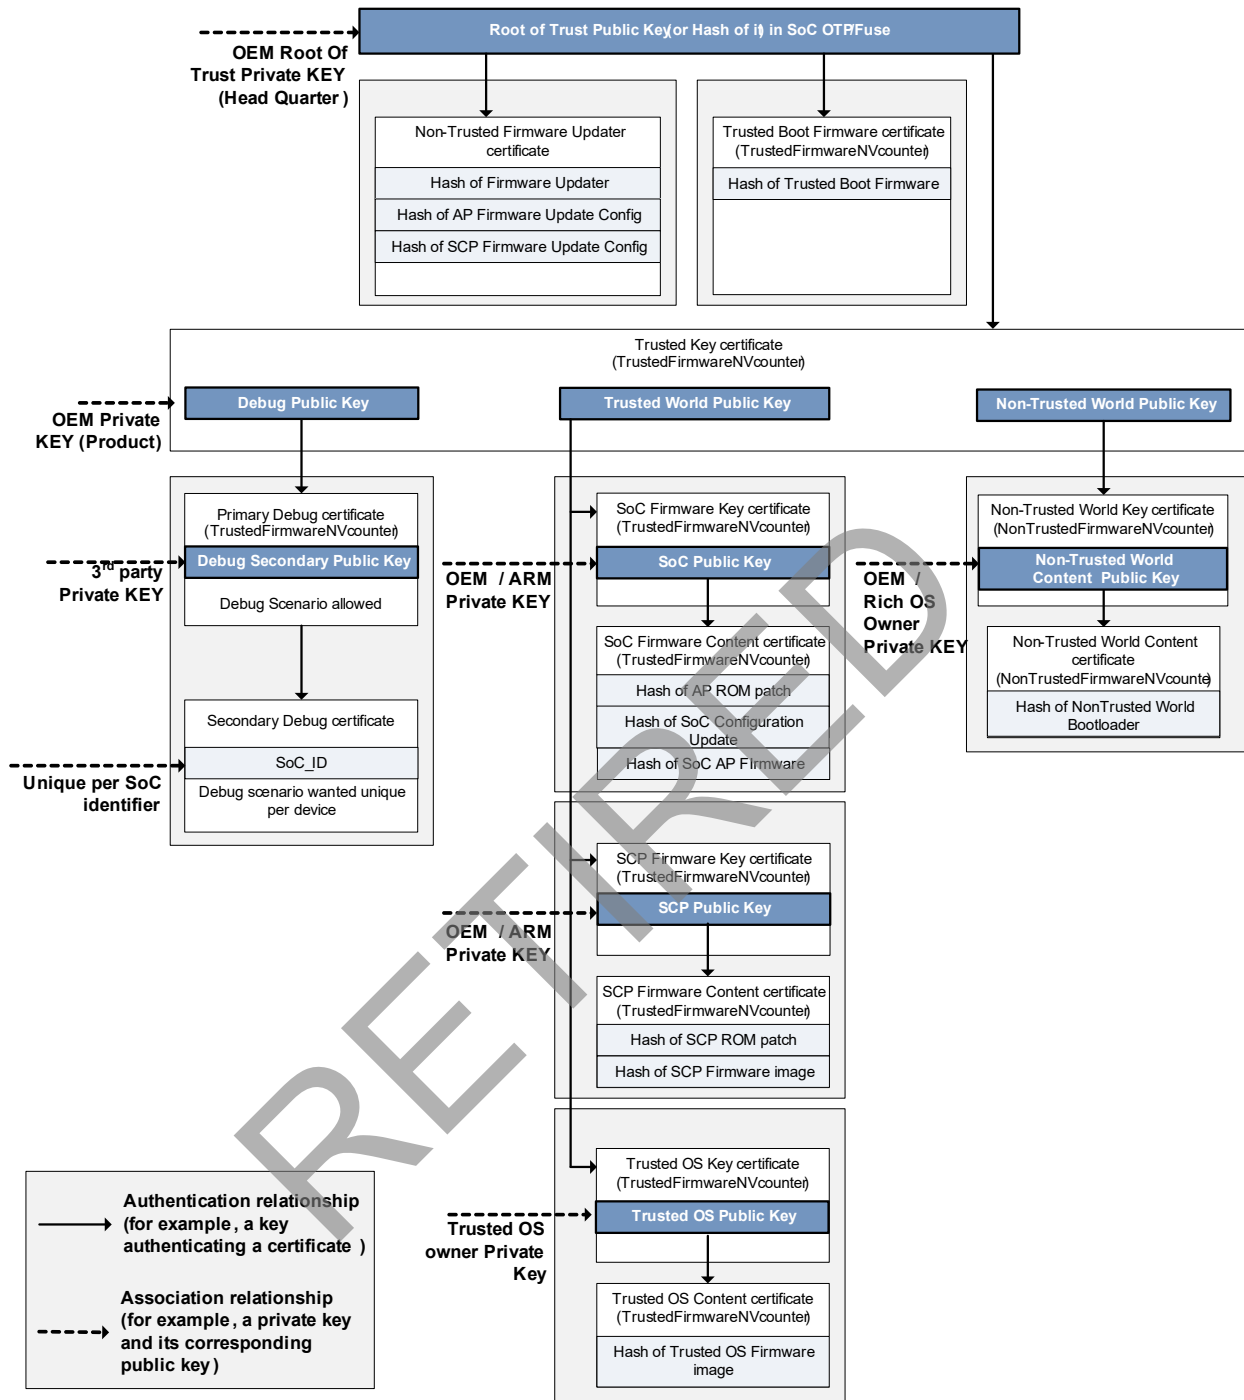 Root of Trust Public Key(or Hash of it) in SoC OTP/Fuse
OEM Root Of
Trust Private KEY
(Head Quarter )
Non-Trusted Firmware Updater
certificate
Hash of Firmware Updater
Hash of AP Firmware Update Config
Hash of SCP Firmware Update Config
Trusted Boot Firmware certificate
(TrustedFirmwareNVcounter)
Hash of Trusted Boot Firmware
Trusted Key certificate
(TrustedFirmwareNVcounter)
OEM Private
KEY (Product)
Debug Public Key
Trusted World Public Key
Non-Trusted World Public Key
Primary Debug certificate
(TrustedFirmwareNVcounter)
Debug Secondary Public Key
Debug Scenario allowed
3rd party
Private KEY
Secondary Debug certificate
SoC_ID
Debug scenario wanted unique
per device
Unique per SoC
identifier
SoC Firmware Key certificate
(TrustedFirmwareNVcounter)
SoC Public Key
OEM / ARM
Private KEY
SoC Firmware Content certificate
(TrustedFirmwareNVcounter)
Hash of AP ROM patch
Hash of SoC Configuration
Update
Hash of SoC AP FIrmware
Non-Trusted World Key certificate
(NonTrustedFirmwareNVcounter)
Non-Trusted World
Content Public Key
OEM /
Rich OS
Owner
Private KEY
Non-Trusted World Content
certificate
(NonTrustedFirmwareNVcounte)
Hash of NonTrusted World
Bootloader
SCP Firmware Key certificate
(TrustedFirmwareNVcounter)
SCP Public Key
OEM / ARM
Private KEY
SCP Firmware Content certificate
(TrustedFirmwareNVcounter)
Hash of SCP ROM patch
Hash of SCP Firmware image
Trusted OS Key certificate
(TrustedFirmwareNVcounter)
Trusted OS Public Key
Trusted OS
owner Private
Key
Trusted OS Content certificate
(TrustedFirmwareNVcounter)
Hash of Trusted OS Firmware
image
Authentication relationship
(for example, a key
authenticating a certificate )
Association relationship
(for example, a private key
and its corresponding
public key)
RETIRED